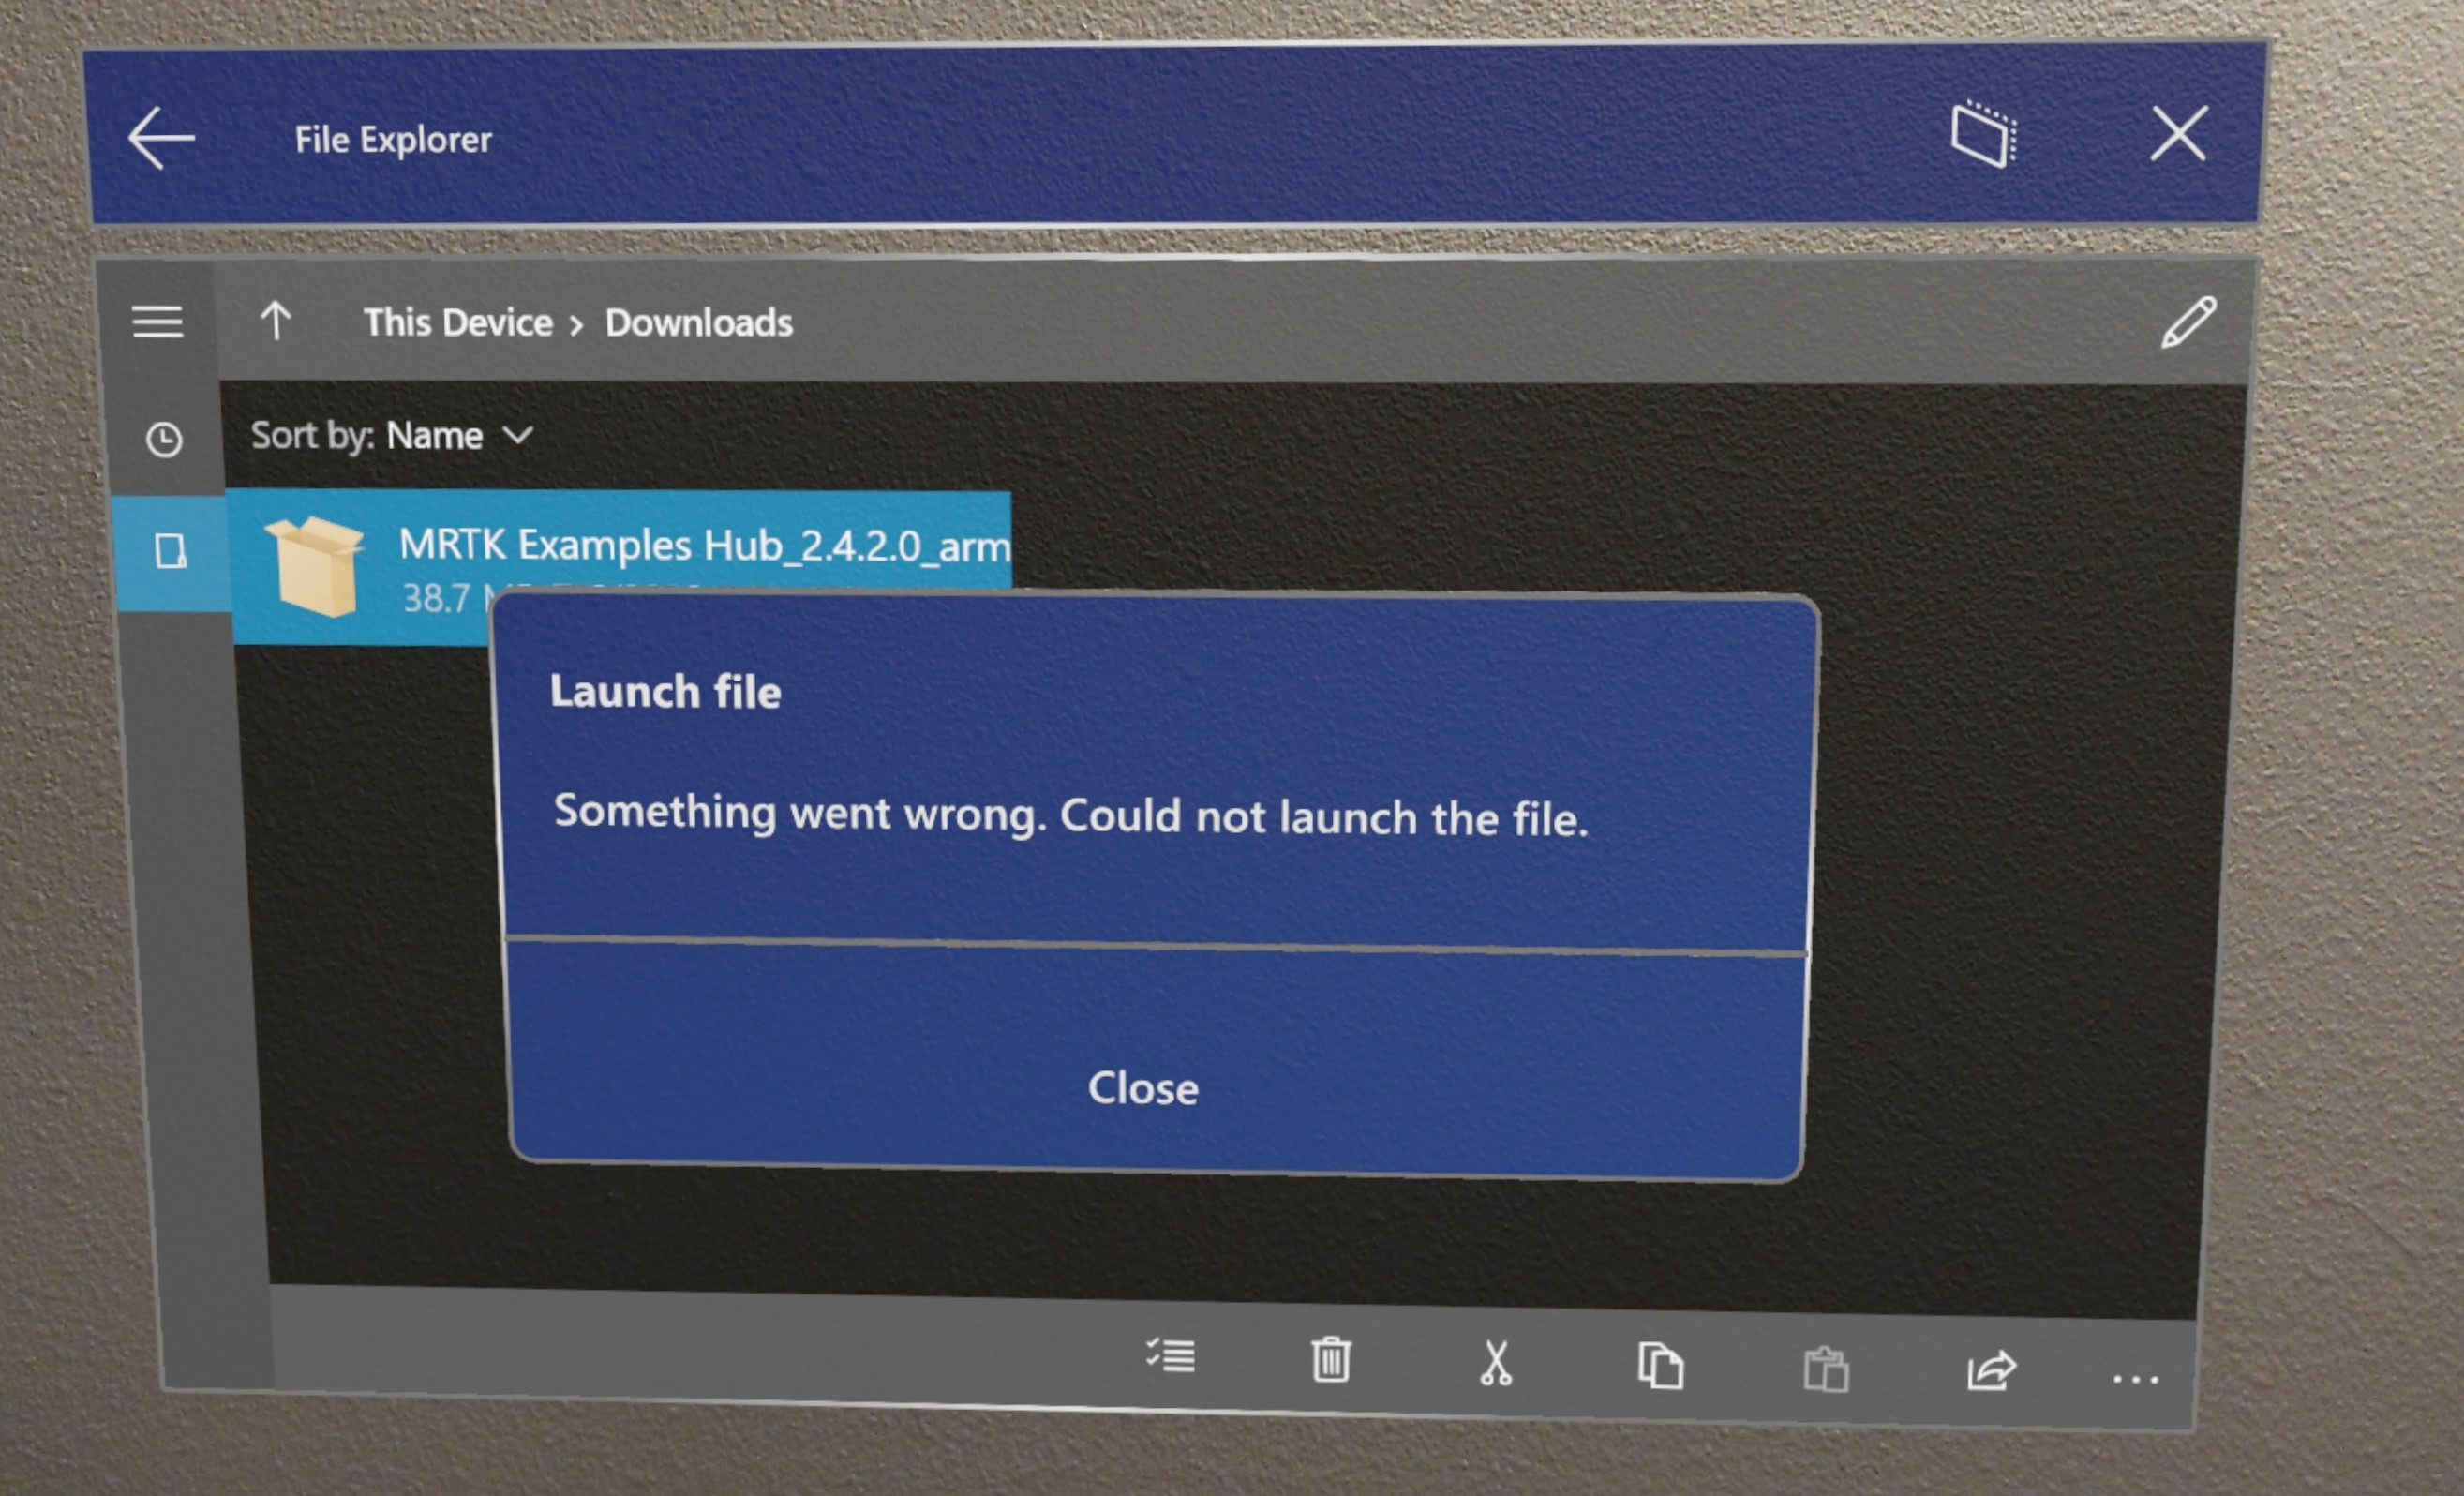 File Explorer
This Device > Downloads
Sort by: Name
MRTK Examples Hub_2.4.2.0_arm
38.7
Launch file
Something went wrong. Could not launch the file.
Close